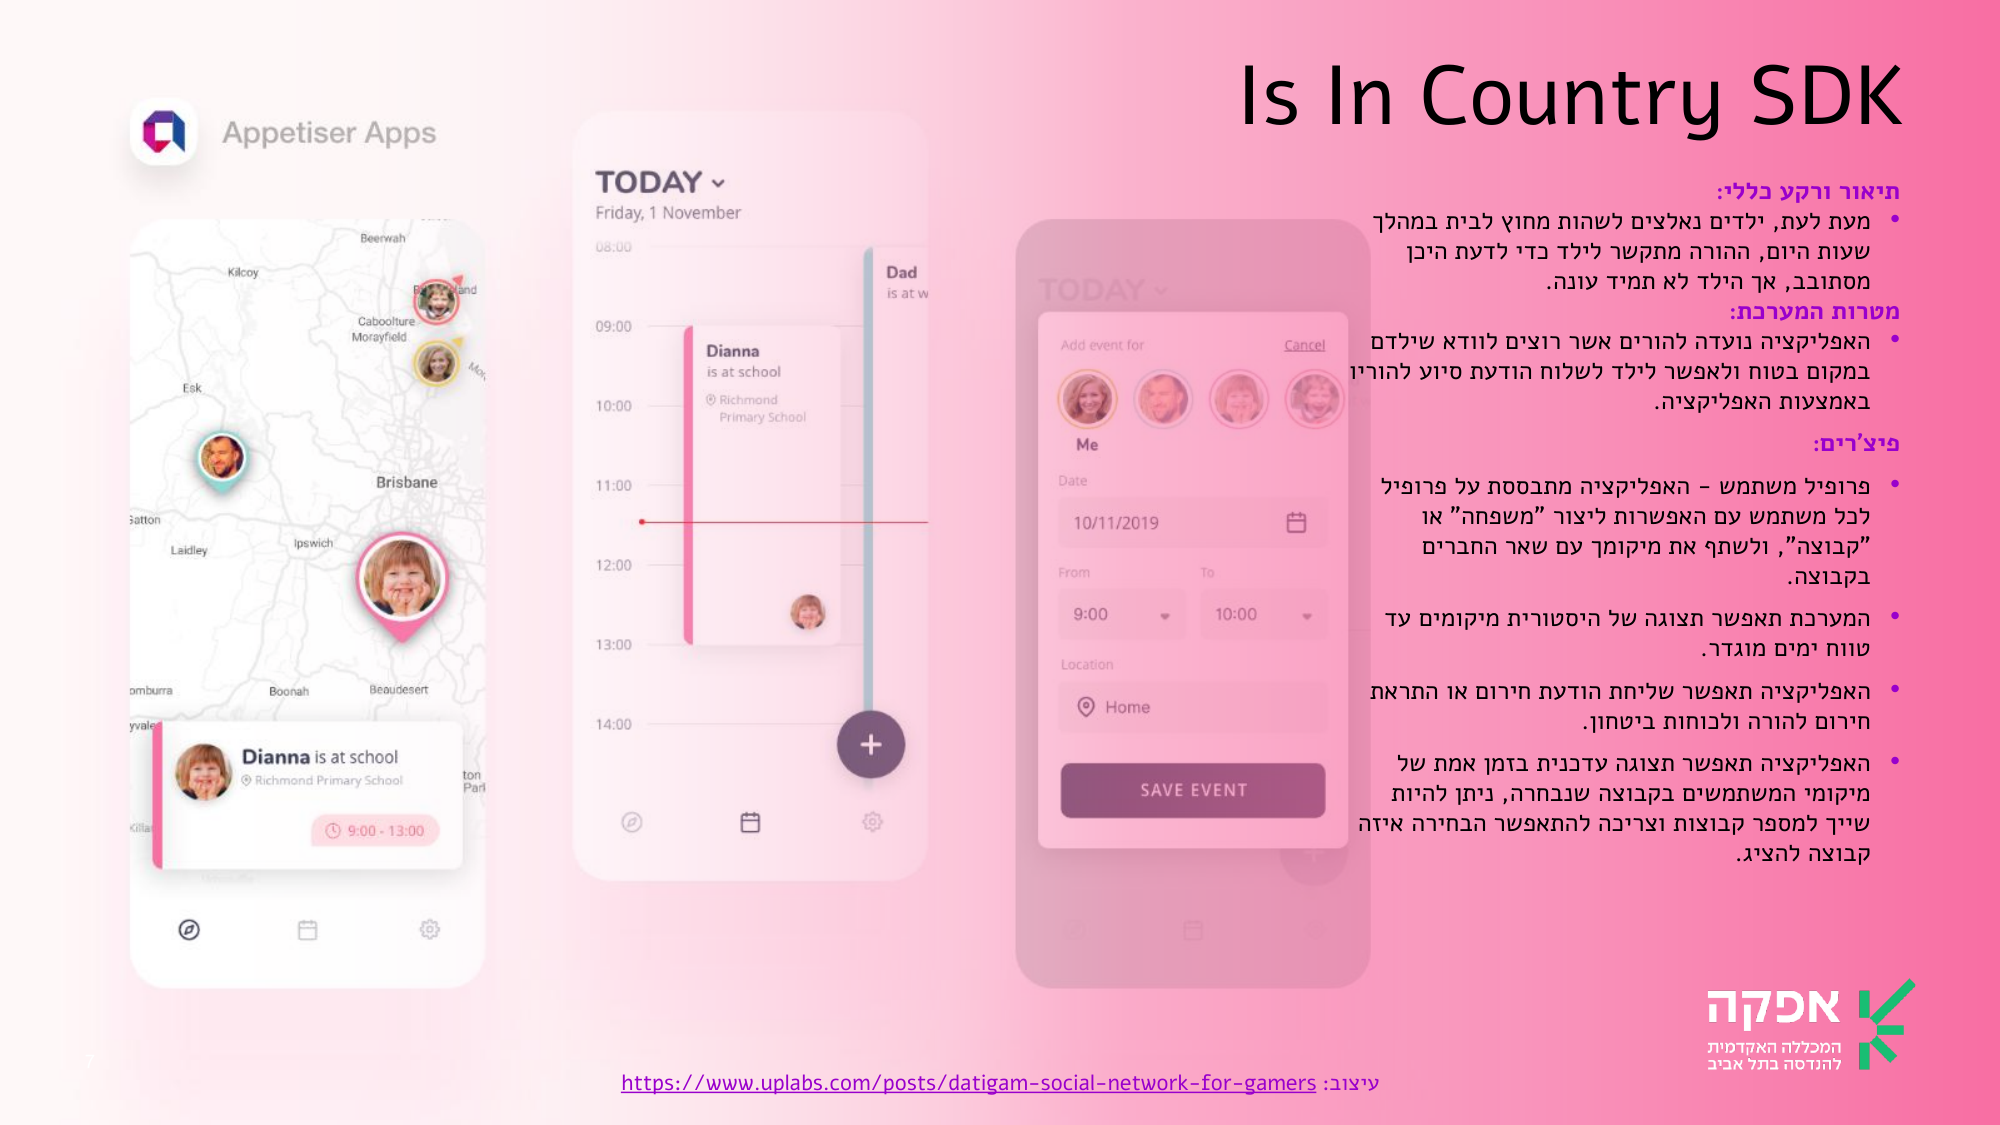 Is In Country SDK
תיאור ורקע כללי:
• מעת לעת, ילדים נאלצים לשהות מחוץ לבית במהלך
שעות היום, ההורה מתקשר לילד כדי לדעת היכן
מסתובב, אך הילד לא תמיד עונה.
מטרות המערכת:
• האפליקציה נועדה להורים אשר רוצים לוודא שילדם
במקום בטוח ולאפשר לילד לשלוח הודעת סיוע להוריו
באמצעות האפליקציה.
פיצ'רים:
• פרופיל משתמש – האפליקציה מתבססת על פרופיל
לכל משתמש עם האפשרות ליצור "משפחה" או
"קבוצה", ולשתף את מיקומך עם שאר החברים
בקבוצה.
• המערכת תאפשר תצוגה של היסטורית מיקומים עד
טווח ימים מוגדר.
• האפליקציה תאפשר שליחת הודעת חירום או התראת
חירום להורה ולכוחות ביטחון.
• האפליקציה תאפשר תצוגה עדכנית בזמן אמת של
מיקומי המשתמשים בקבוצה שנבחרה, ניתן להיות
שייך למספר קבוצות וצריכה להתאפשר הבחירה איזה
קבוצה להציג.
Appetiser Apps
Beerwah
Kilcoy
Caboolture
Morayfield
Esk
Brisbane
Gatton
Laidley
Ipswich
Boonah
Beaudesert
Dianna is at school
Richmond Primary School
9:00 - 13:00
TODAY
Friday, 1 November
08:00
Dad
is at w
09:00
Dianna
is at school
10:00
Richmond
Primary School
11:00
12:00
13:00
14:00
TODAY
Add event for
Cancel
Me
Date
10/11/2019
From
To
9:00
10:00
Location
Home
SAVE EVENT
אפקה
המכללה האקדמית
להנדסה בתל אביב
7
עיצוב: https://www.uplabs.com/posts/datigam-social-network-for-gamers